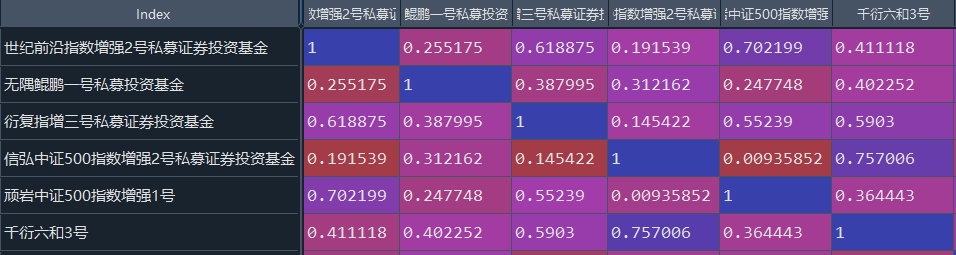 Index 数增强2号私募证 鲲鹏一号私募投资 三号私募证券投 指数增强2号私募 中证500指数增强 千衍六和3号
世纪前沿指数增强2号私募证券投资基金 1 0.255175 0.618875 0.191539 0.702199 0.411118
无隅鲲鹏一号私募投资基金 0.255175 1 0.387995 0.312162 0.247748 0.402252
衍复指增三号私募证券投资基金 0.618875 0.387995 1 0.145422 0.55239 0.5903
信弘中证500指数增强2号私募证券投资基金 0.191539 0.312162 0.145422 1 0.00935852 0.757006
顽岩中证500指数增强1号 0.702199 0.247748 0.55239 0.00935852 1 0.364443
千衍六和3号 0.411118 0.402252 0.5903 0.757006 0.364443 1